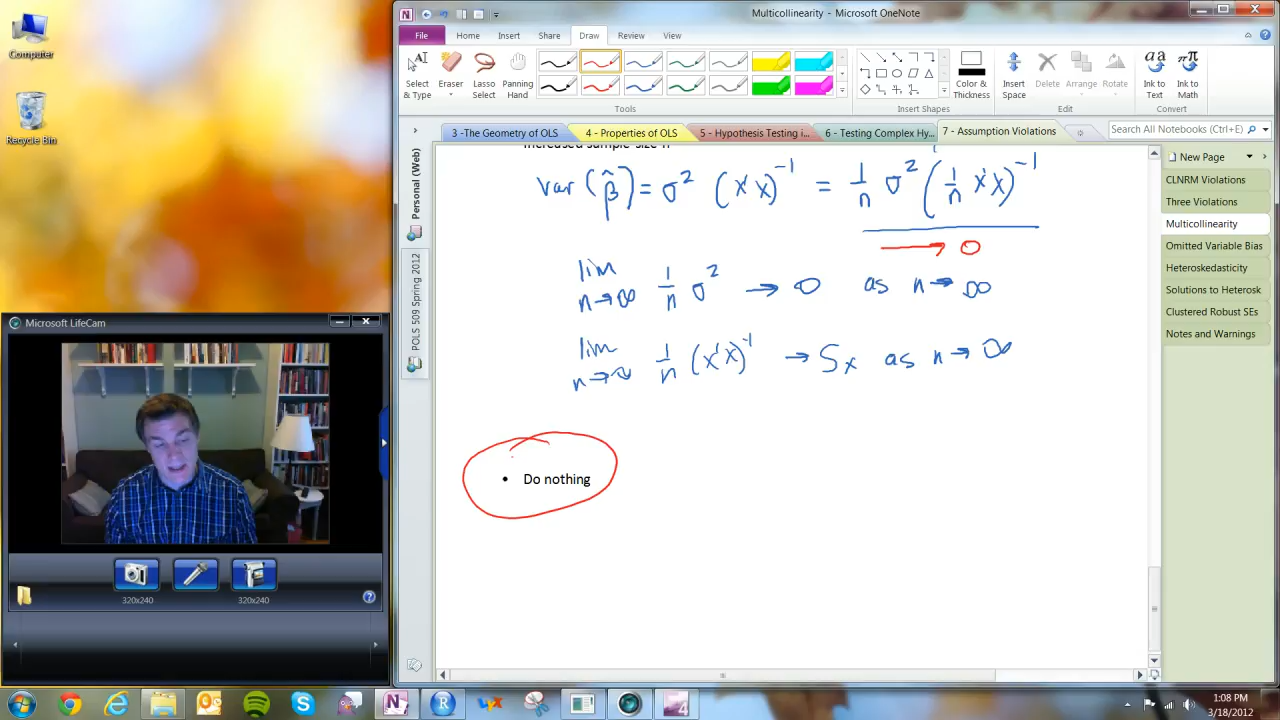 Computer
Recycle Bin
Multicollinearity - Microsoft OneNote
File Home Insert Share Draw Review View
Select & Type
Eraser
Lasso Select
Panning Hand
Color & Thickness
Insert Space
Delete
Arrange
Rotate
Ink to Text
Ink to Math
Tools
Insert Shapes
Edit
Convert
3 -The Geometry of OLS
4 - Properties of OLS
5 - Hypothesis Testing i...
6 - Testing Complex Hy...
7 - Assumption Violations
Search All Notebooks (Ctrl+E)
Personal (Web)
POLS 509 Spring 2012
New Page
CLNRM Violations
Three Violations
Multicollinearity
Omitted Variable Bias
Heteroskedasticity
Solutions to Heterosk
Clustered Robust SEs
Notes and Warnings
Increased sample size n
var (β̂) = σ² (x'x)⁻¹ = 1/n σ² (1/n x'x)⁻¹
→ 0
lim n→∞ 1/n σ² → 0 as n → ∞
lim n→∞ 1/n (x'x)⁻¹ → Sx as n → ∞
• Do nothing
Microsoft LifeCam
320x240
320x240
1:08 PM
3/18/2012